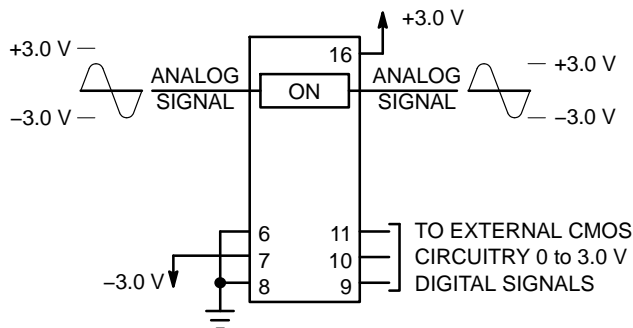 +3.0 V
16
+3.0 V
ANALOG
SIGNAL
ON
ANALOG
SIGNAL
+3.0 V
−3.0 V
−3.0 V
6
11
TO EXTERNAL CMOS
7
10
CIRCUITRY 0 to 3.0 V
−3.0 V
8
9
DIGITAL SIGNALS